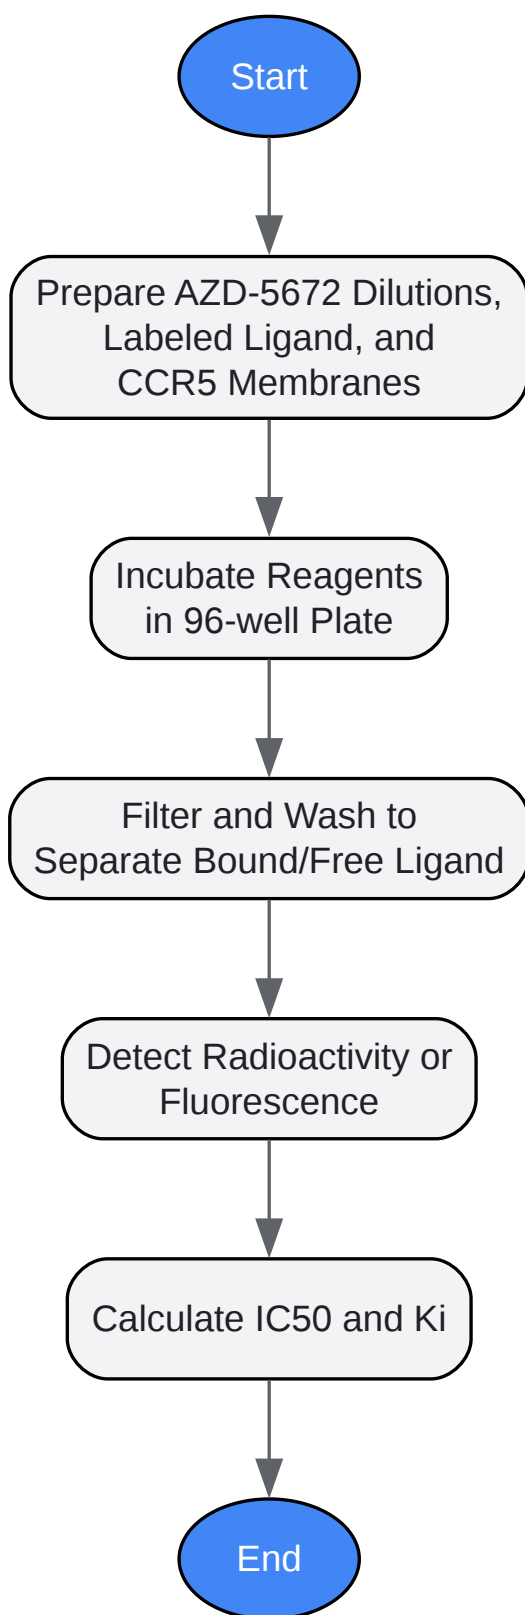 Start
Prepare AZD-5672 Dilutions,
Labeled Ligand, and
CCR5 Membranes
Incubate Reagents
in 96-well Plate
Filter and Wash to
Separate Bound/Free Ligand
Detect Radioactivity or
Fluorescence
Calculate IC50 and Ki
End